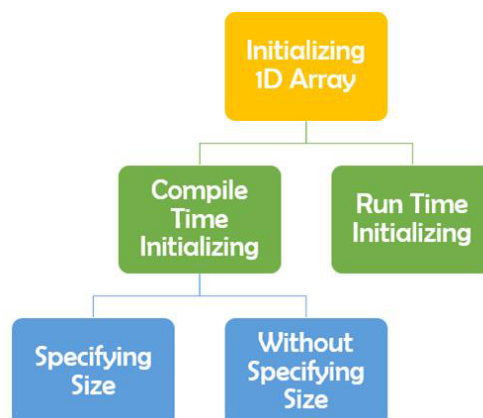 Initializing
1D Array
Compile
Time
Initializing
Run Time
Initializing
Specifying
Size
Without
Specifying
Size